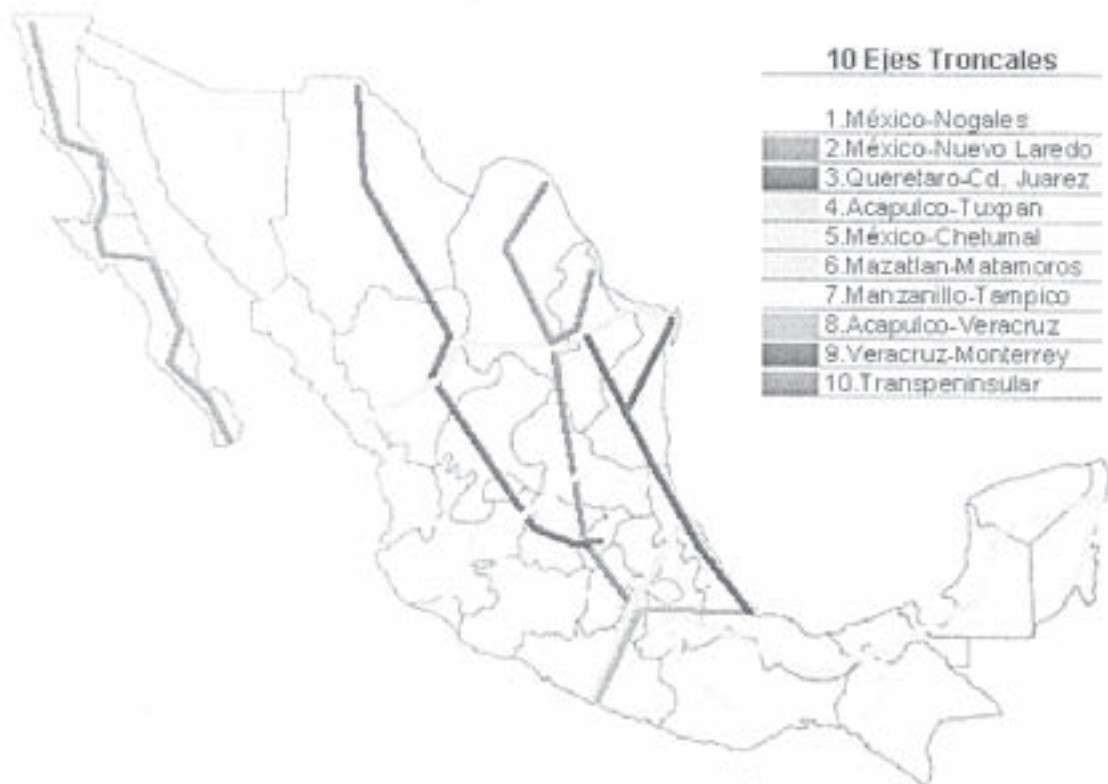 10 Ejes Troncales
1.México-Nogales
2.México-Nuevo Laredo
3.Queretaro-Cd. Juarez
4.Acapulco-Tuxpan
5.México-Chetumal
6.Mazatlan-Matamoros
7.Manzanillo-Tampico
8.Acapulco-Veracruz
9.Veracruz-Monterrey
10.Transpeninsular